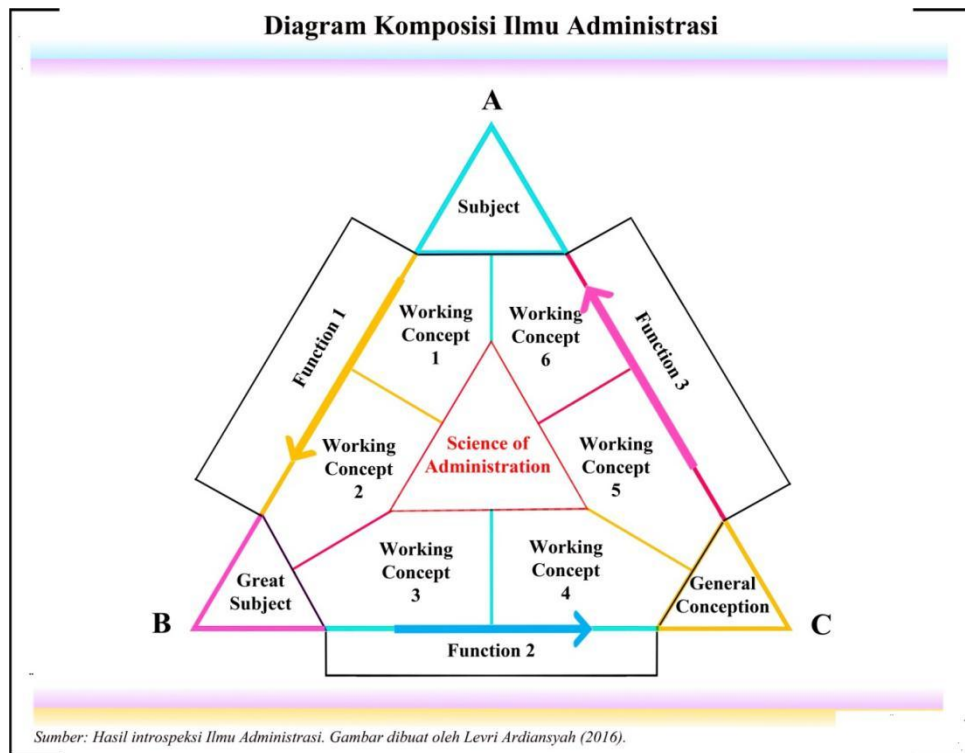 Diagram Komposisi Ilmu Administrasi
A
Subject
Function 1
Working
Concept
1
Working
Concept
6
Function 3
Working
Concept
2
Science of
Administration
Working
Concept
5
Working
Concept
3
Working
Concept
4
Great
Subject
General
Conception
B
C
Function 2
Sumber: Hasil introspeksi Ilmu Administrasi. Gambar dibuat oleh Levri Ardiansyah (2016).